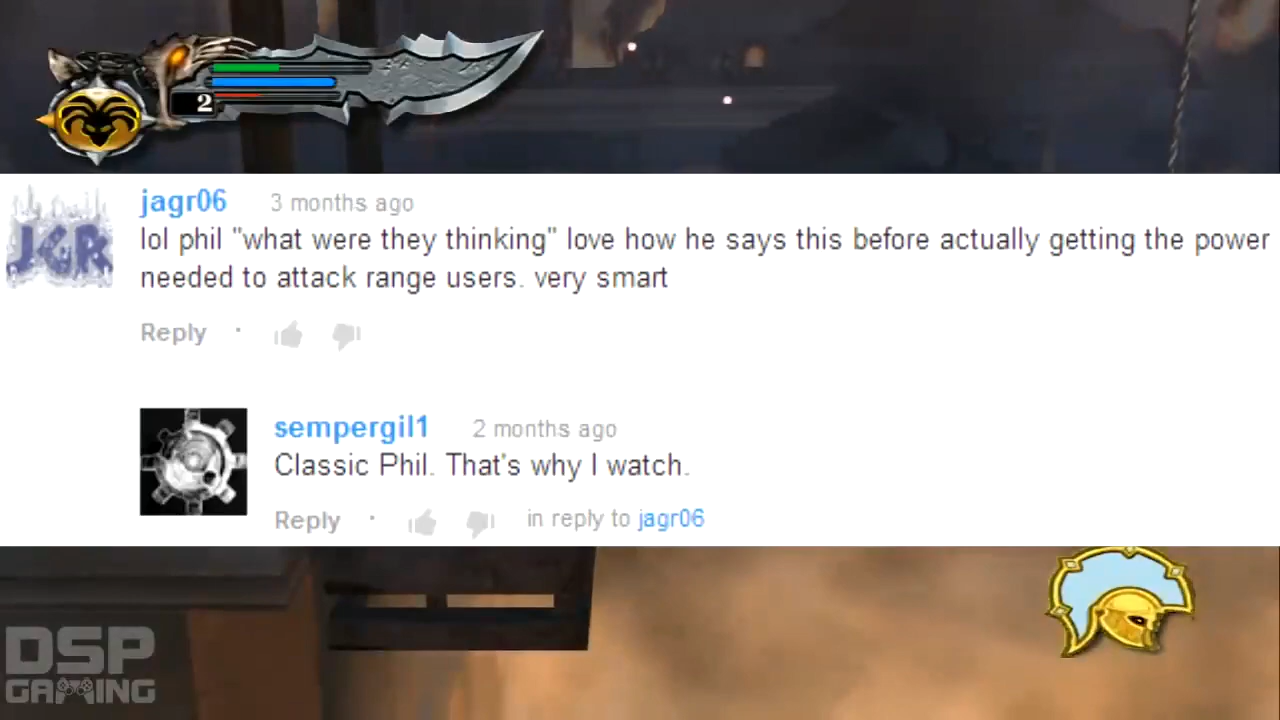 2
jagr06 3 months ago
lol phil "what were they thinking" love how he says this before actually getting the power
needed to attack range users. very smart
Reply ·
sempergil1 2 months ago
Classic Phil. That's why I watch.
Reply · in reply to jagr06
DSP
GAMING